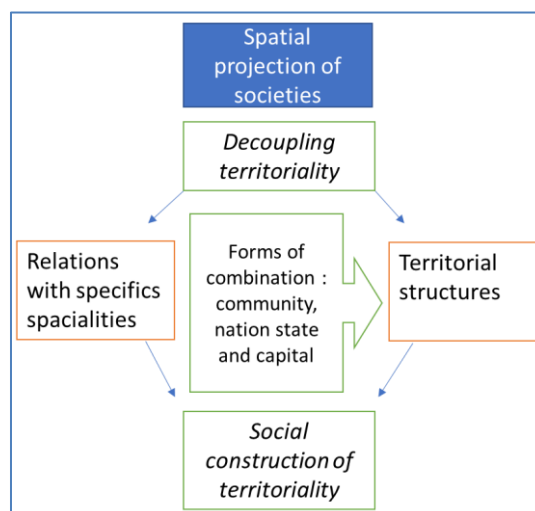 Spatial
projection of
societies
Decoupling
territoriality
Relations
with specifics
spacialities
Forms of
combination :
community,
nation state
and capital
Territorial
structures
Social
construction of
territoriality